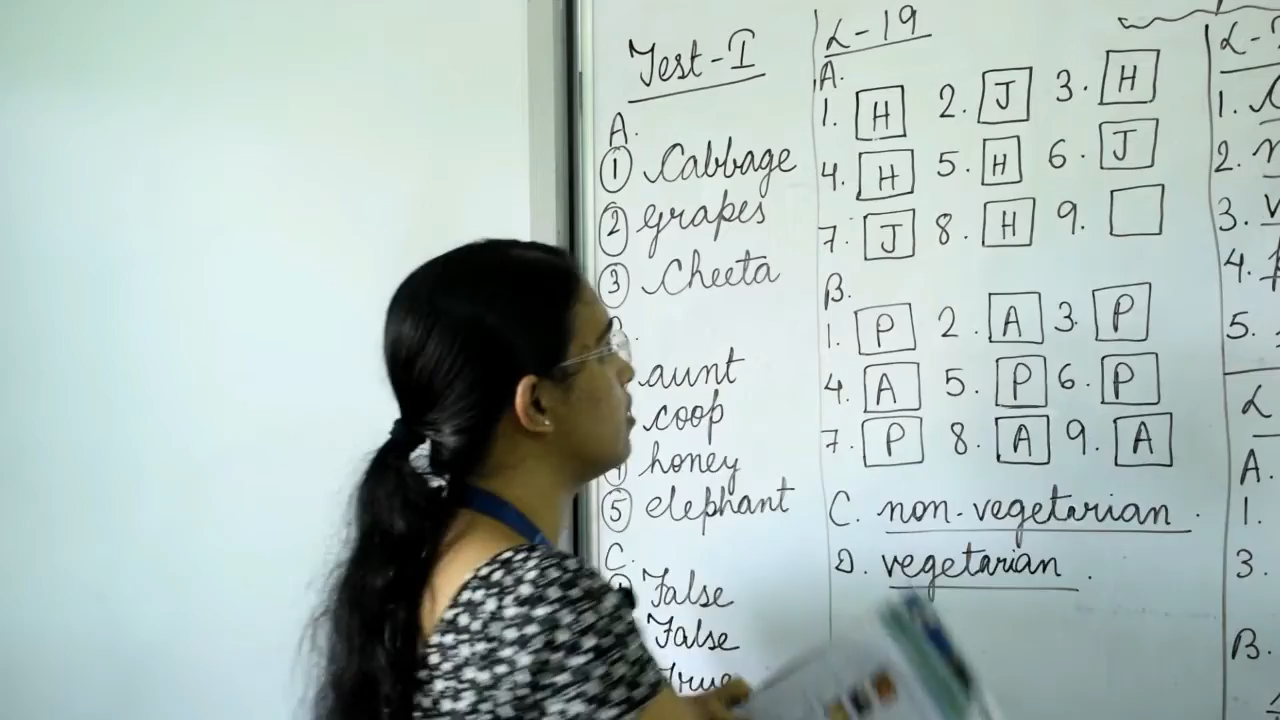 Test-I
A.
① Cabbage
② grapes
③ Cheeta
aunt
coop
honey
⑤ elephant
C.
False
False
True
L-19
A.
1. H 2. J 3. H
4. H 5. H 6. J
7. J 8. H 9.
B.
1. P 2. A 3. P
4. A 5. P 6. P
7. P 8. A 9. A
C. non-vegetarian.
D. vegetarian.
1.
2.
3.
4.
5.
A.
1.
3.
B.